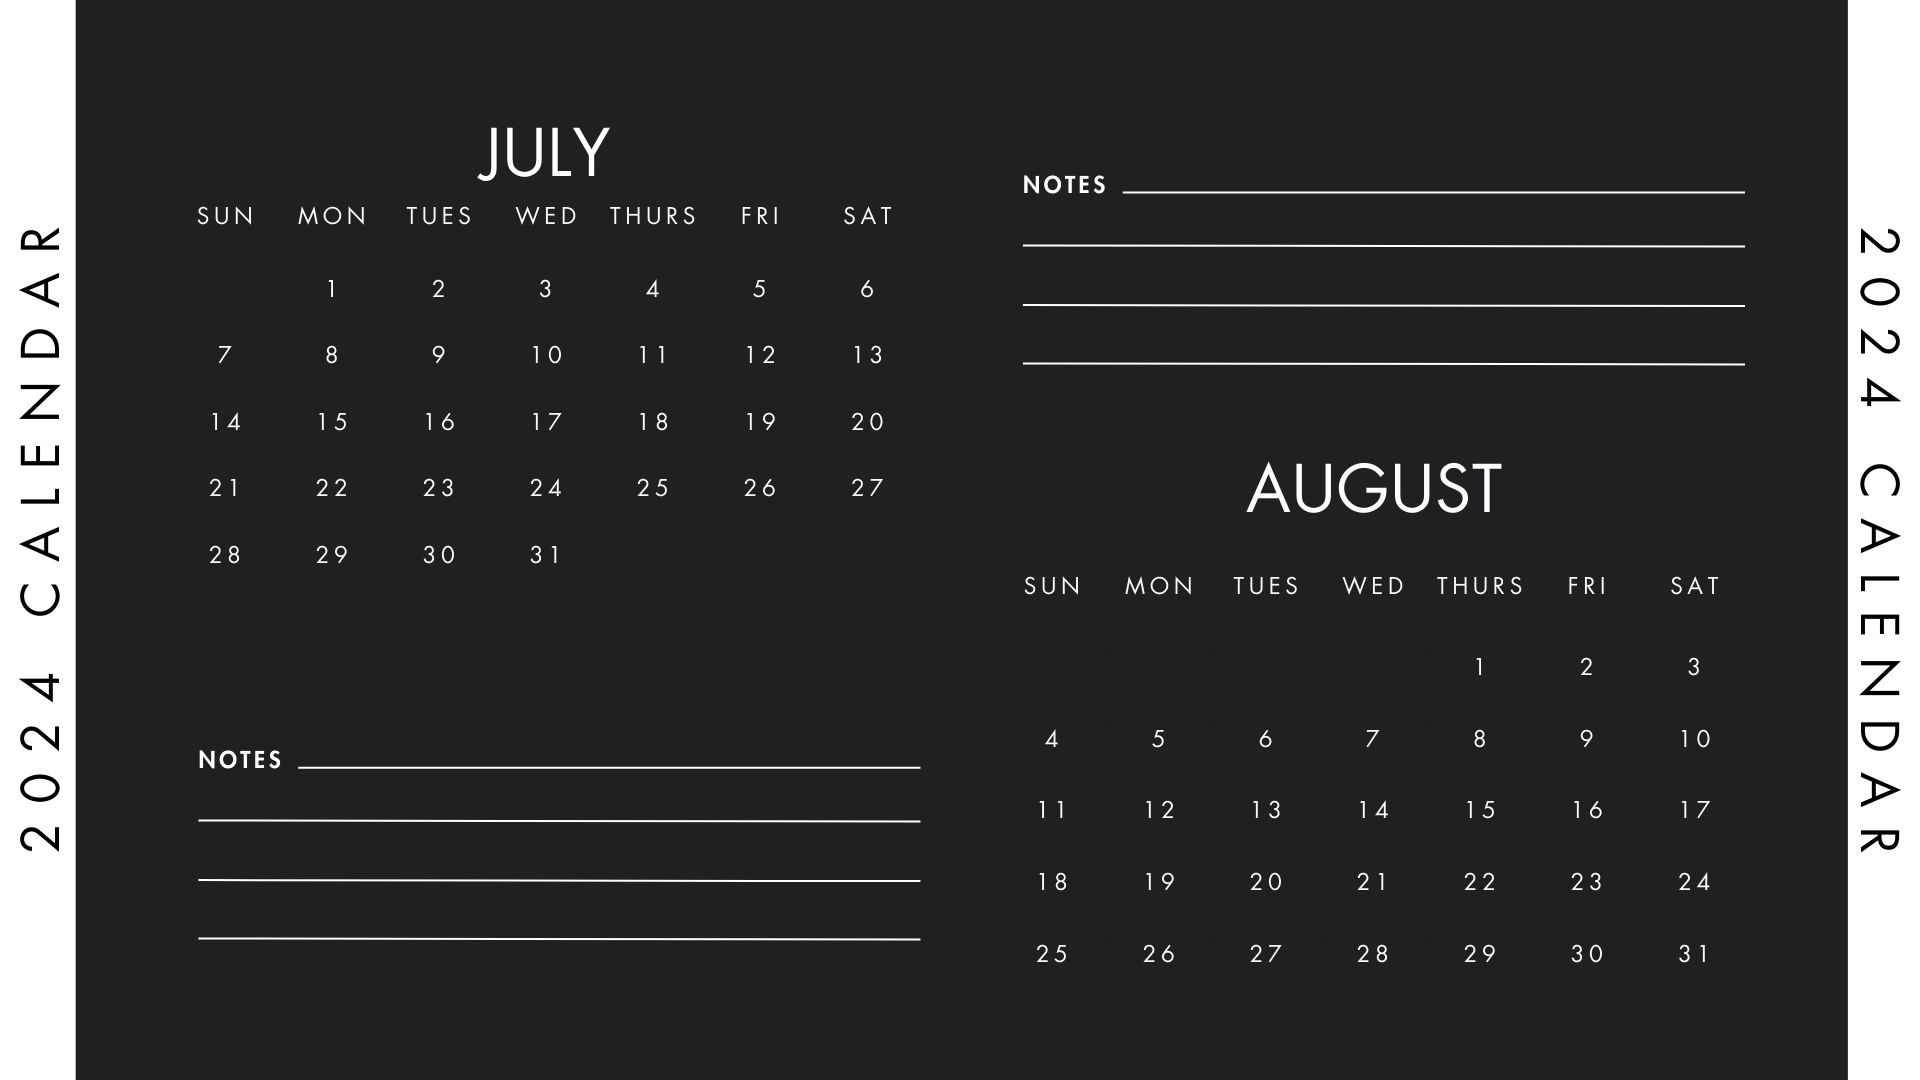 2024 CALENDAR
JULY
SUN MON TUES WED THURS FRI SAT
1 2 3 4 5 6
7 8 9 10 11 12 13
14 15 16 17 18 19 20
21 22 23 24 25 26 27
28 29 30 31
NOTES
NOTES
AUGUST
SUN MON TUES WED THURS FRI SAT
1 2 3
4 5 6 7 8 9 10
11 12 13 14 15 16 17
18 19 20 21 22 23 24
25 26 27 28 29 30 31
2024 CALENDAR